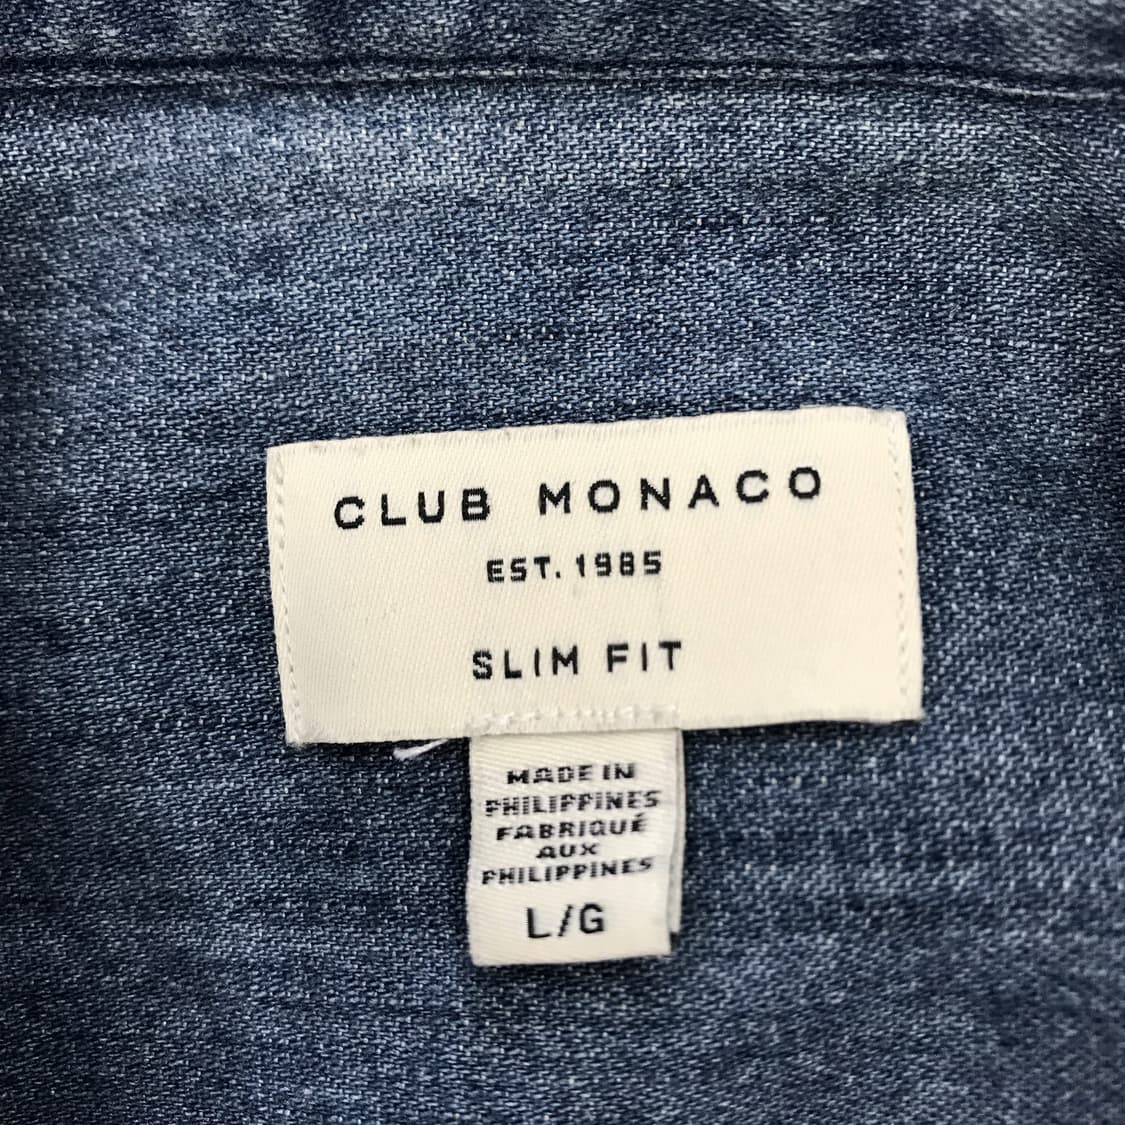 CLUB MONACO
EST. 1985
SLIM FIT
MADE IN
PHILIPPINES
FABRIQUÉ
AUX
PHILIPPINES
L/G